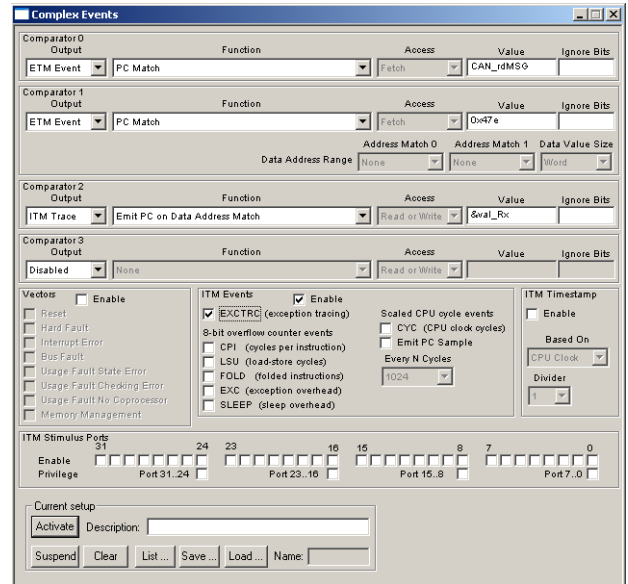 Complex Events
Comparator 0
Output Function Access Value Ignore Bits
ETM Event PC Match Fetch CAN_rdMSG
Comparator 1
Output Function Access Value Ignore Bits
ETM Event PC Match Fetch 0x47e
Address Match 0 Address Match 1 Data Value Size
Data Address Range None None Word
Comparator 2
Output Function Access Value Ignore Bits
ITM Trace Emit PC on Data Address Match Read or Write &val_Rx
Comparator 3
Output Function Access Value Ignore Bits
Disabled None Read or Write
Vectors Enable
Reset
Hard Fault
Interrupt Error
Bus Fault
Usage Fault State Error
Usage Fault Checking Error
Usage Fault No Coprocessor
Memory Management
ITM Events Enable
EXCTRC (exception tracing)
8-bit overflow counter events
CPI (cycles per instruction)
LSU (load-store cycles)
FOLD (folded instructions)
EXC (exception overhead)
SLEEP (sleep overhead)
Scaled CPU cycle events
CYC (CPU clock cycles)
Emit PC Sample
Every N Cycles
1024
ITM Timestamp
Enable
Based On
CPU Clock
Divider
1
ITM Stimulus Ports
31 24 23 16 15 8 7 0
Enable
Privilege Port 31..24 Port 23..16 Port 15..8 Port 7..0
Current setup
Activate Description:
Suspend Clear List ... Save ... Load ... Name: